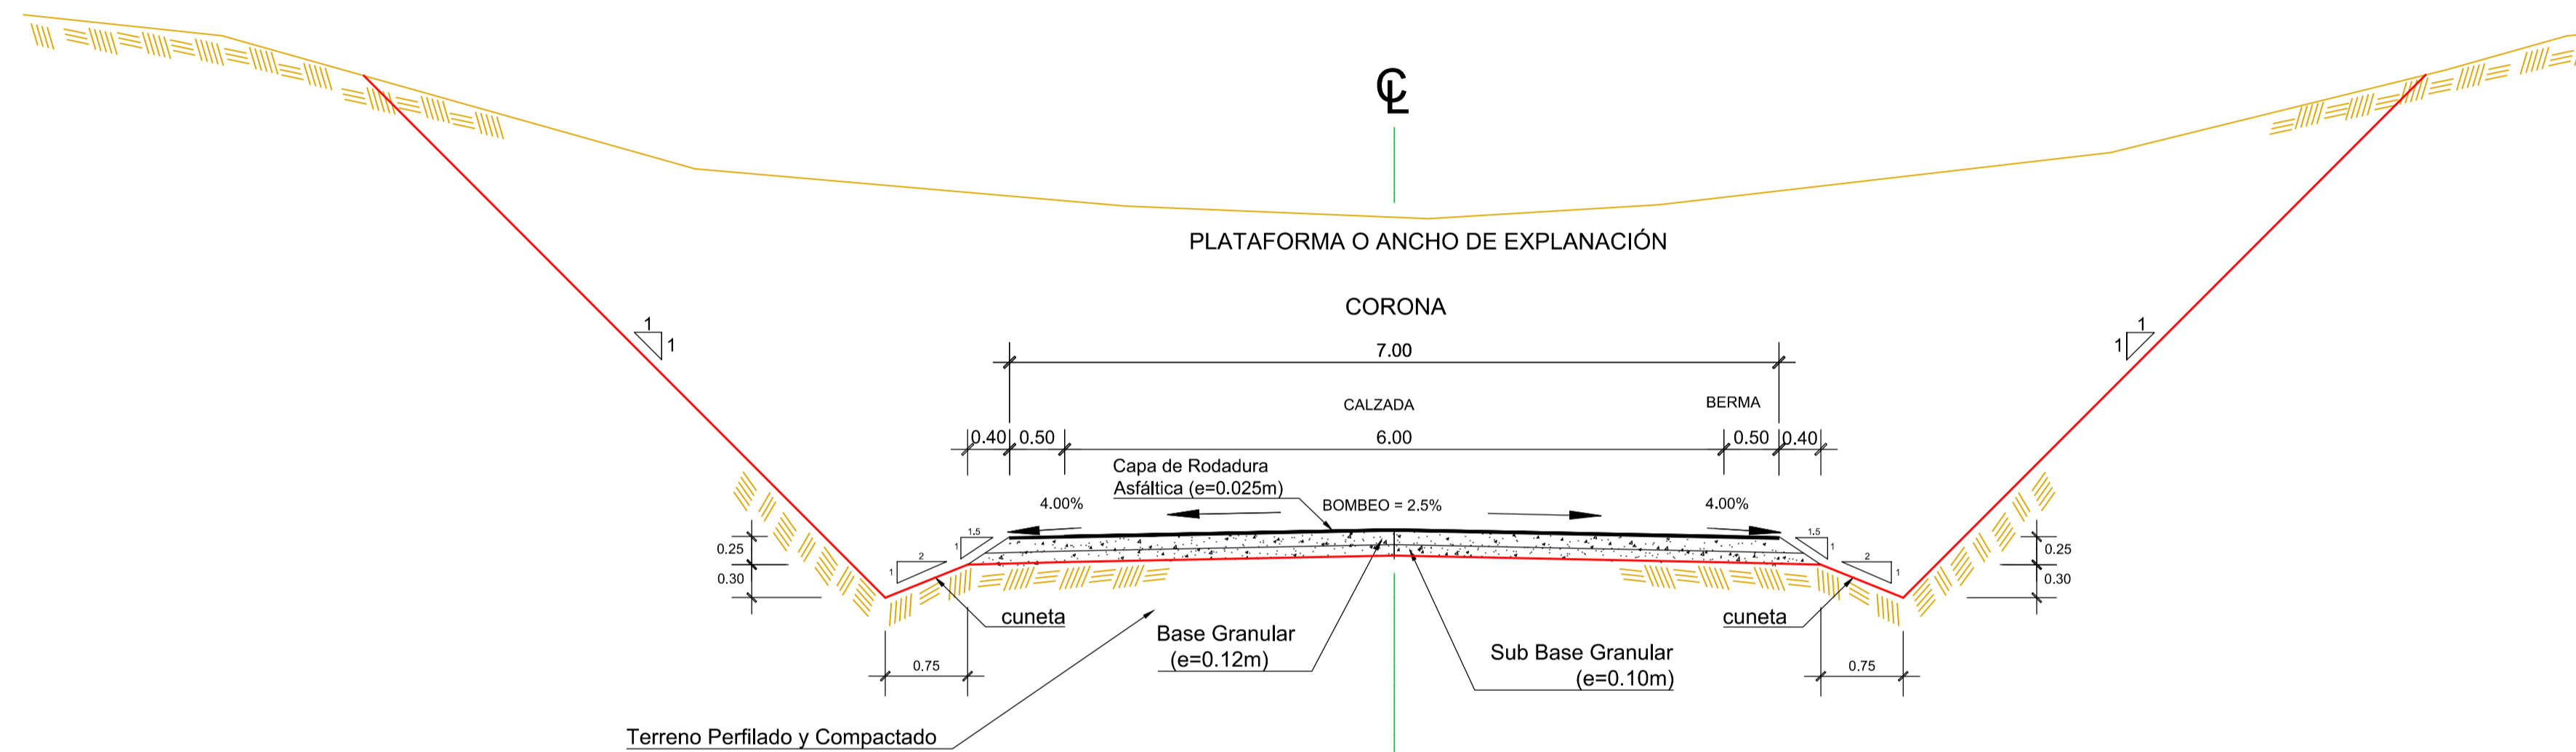 CL
PLATAFORMA O ANCHO DE EXPLANACIÓN
CORONA
1
1
1
1
7.00
CALZADA
BERMA
0.40
0.50
6.00
0.50
0.40
Capa de Rodadura
Asfáltica (e=0.025m)
4.00%
BOMBEO = 2.5%
4.00%
1.5
1
1.5
1
0.25
2
1
2
1
0.25
0.30
0.30
cuneta
cuneta
Base Granular
(e=0.12m)
Sub Base Granular
(e=0.10m)
0.75
0.75
Terreno Perfilado y Compactado